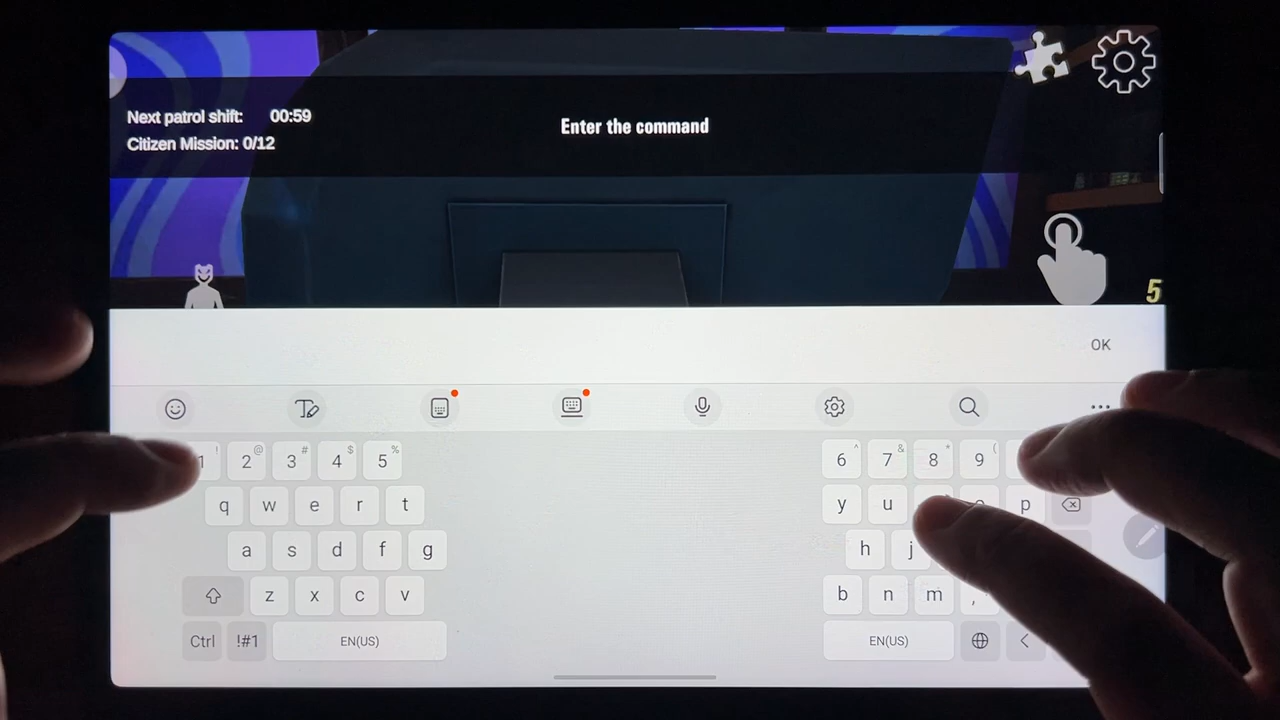 Next patrol shift: 00:59
Citizen Mission: 0/12
Enter the command
5
OK
1 ! 2 @ 3 # 4 $ 5 % 6 ^ 7 & 8 * 9 (
q w e r t y u p
a s d f g h j
z x c v b n m ,
Ctrl !#1 EN(US) EN(US) <